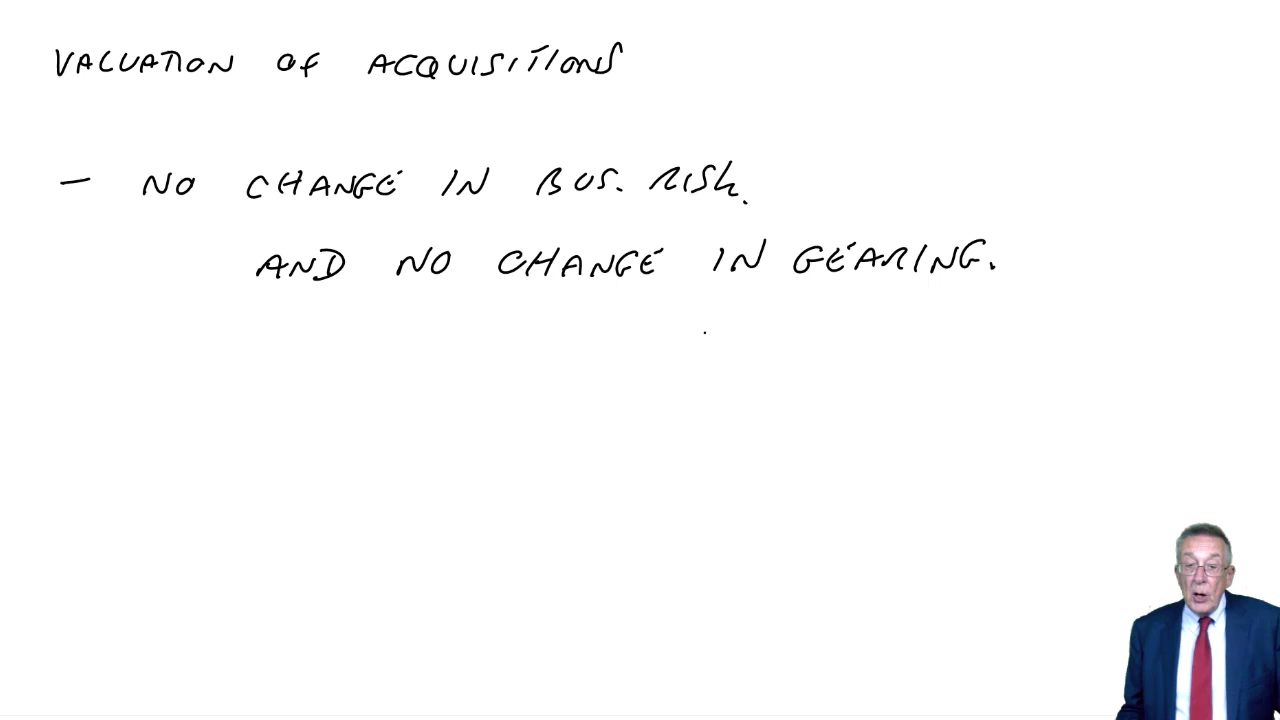 VALUATION OF ACQUISITIONS
- NO CHANGE IN BUS. RISK.
AND NO CHANGE IN GEARING.